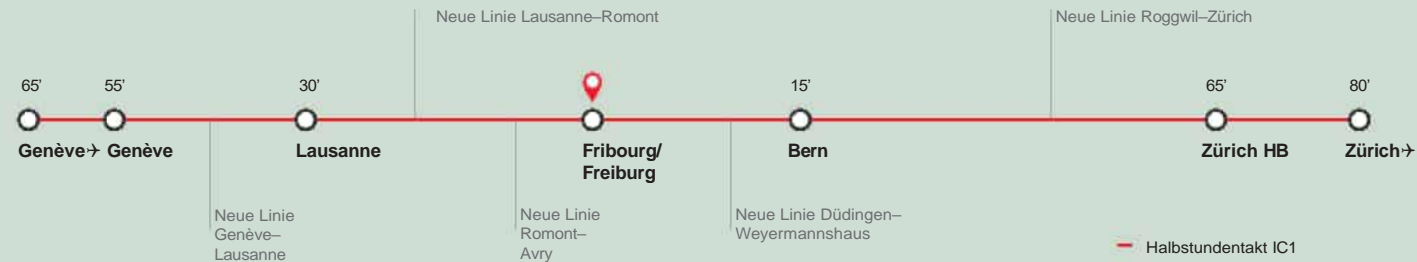 Neue Linie Lausanne–Romont
Neue Linie Roggwil–Zürich
65’ 55’ 30’ 15’ 65’ 80’
Genève✈ Genève Lausanne Fribourg/ Bern Zürich HB Zürich✈
Freiburg
Neue Linie
Genève–
Lausanne
Neue Linie
Romont–
Avry
Neue Linie Düdingen–
Weyermannshaus
Halbstundentakt IC1